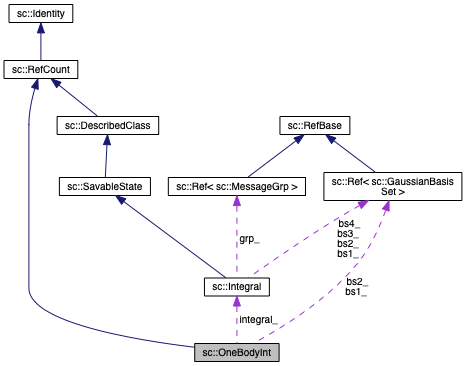 sc::Identity
sc::RefCount
sc::DescribedClass
sc::RefBase
sc::SavableState
sc::Ref< sc::MessageGrp >
sc::Ref< sc::GaussianBasis
Set >
grp_
bs4_
bs3_
bs2_
bs1_
sc::Integral
bs2_
bs1_
integral_
sc::OneBodyInt